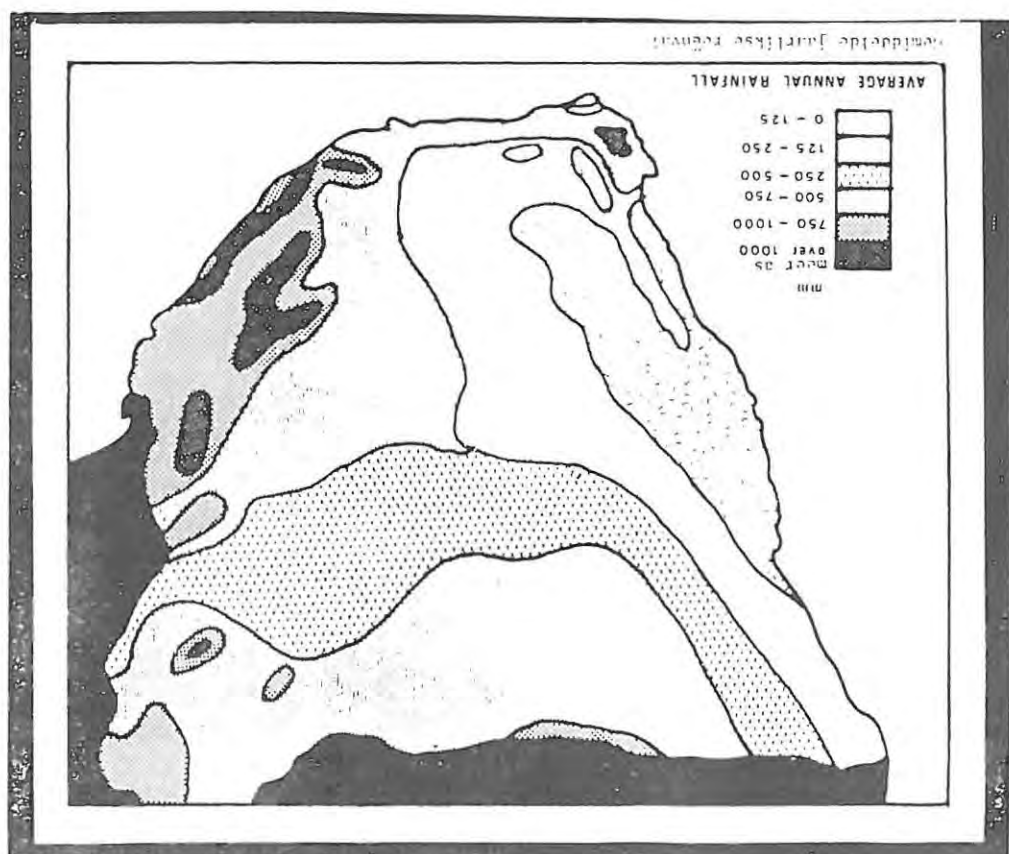 mm
meer as
over 1000
750 - 1000
500 - 750
250 - 500
125 - 250
0 - 125
AVERAGE ANNUAL RAINFALL
Gemiddelde jaarlikse reënval